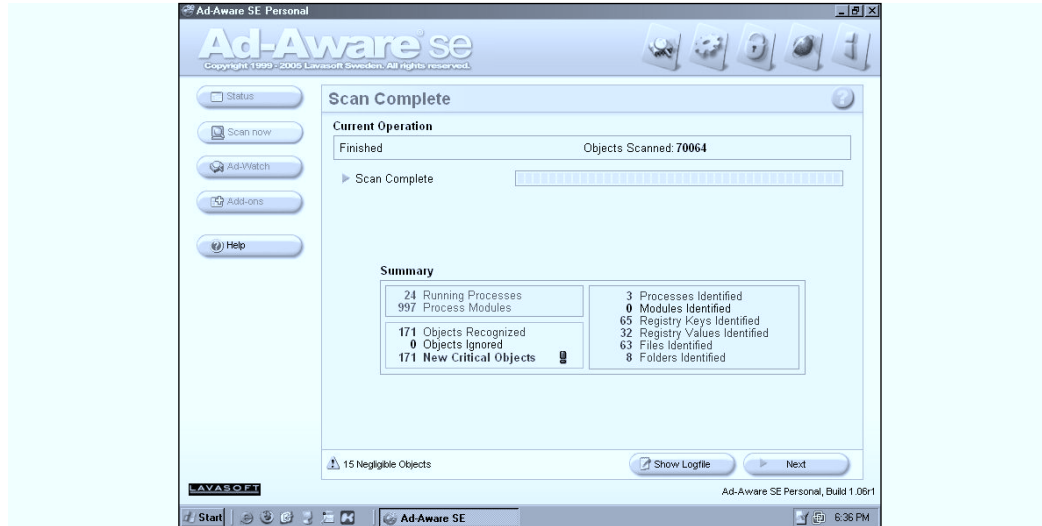 Ad-Aware SE Personal
Ad-Aware SE
Copyright 1999 - 2005 Lavasoft Sweden. All rights reserved.
Status
Scan now
Ad-Watch
Add-ons
Help
Scan Complete
Current Operation
Finished Objects Scanned: 70064
Scan Complete
Summary
24 Running Processes
997 Process Modules
171 Objects Recognized
0 Objects Ignored
171 New Critical Objects
3 Processes Identified
0 Modules Identified
65 Registry Keys Identified
32 Registry Values Identified
63 Files Identified
8 Folders Identified
15 Negligible Objects
Show Logfile
Next
LAVASOFT
Ad-Aware SE Personal, Build 1.06r1
Start
Ad-Aware SE
6:36 PM